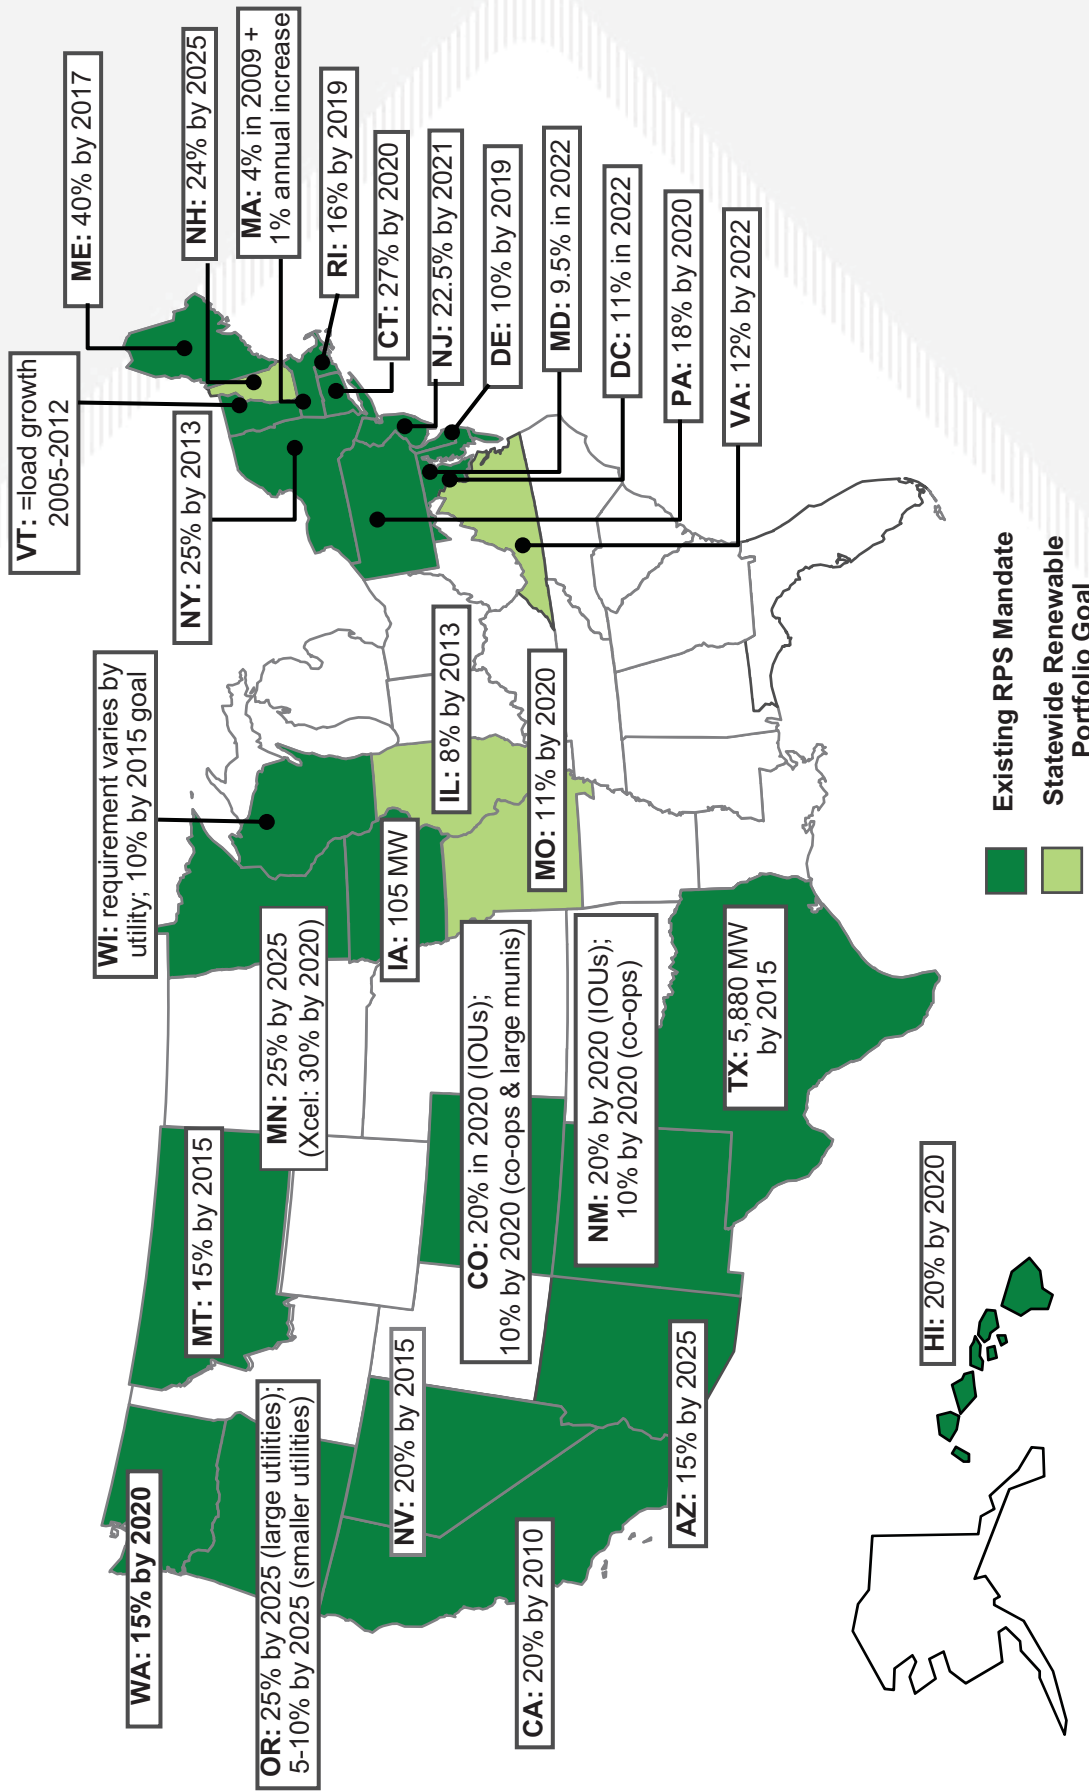 WA: 15% by 2020
OR: 25% by 2025 (large utilities);
5-10% by 2025 (smaller utilities)
CA: 20% by 2010
NV: 20% by 2015
AZ: 15% by 2025
MT: 15% by 2015
MN: 25% by 2025
(Xcel: 30% by 2020)
CO: 20% in 2020 (IOUs);
10% by 2020 (co-ops & large munis)
NM: 20% by 2020 (IOUs);
10% by 2020 (co-ops)
TX: 5,880 MW
by 2015
HI: 20% by 2020
WI: requirement varies by
utility; 10% by 2015 goal
IA: 105 MW
IL: 8% by 2013
MO: 11% by 2020
VT: =load growth
2005-2012
NY: 25% by 2013
ME: 40% by 2017
NH: 24% by 2025
MA: 4% in 2009 +
1% annual increase
RI: 16% by 2019
CT: 27% by 2020
NJ: 22.5% by 2021
DE: 10% by 2019
MD: 9.5% in 2022
DC: 11% in 2022
PA: 18% by 2020
VA: 12% by 2022
Existing RPS Mandate
Statewide Renewable
Portfolio Goal